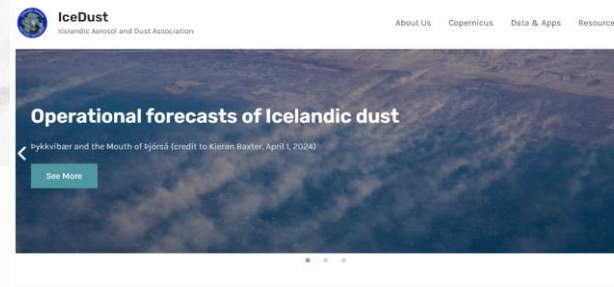 IceDust
Icelandic Aerosol and Dust Association
About Us Copernicus Data & Apps Resource
Operational forecasts of Icelandic dust
Þykkvibær and the Mouth of Þjórsá (credit to Kieran Baxter, April 1, 2024)
See More